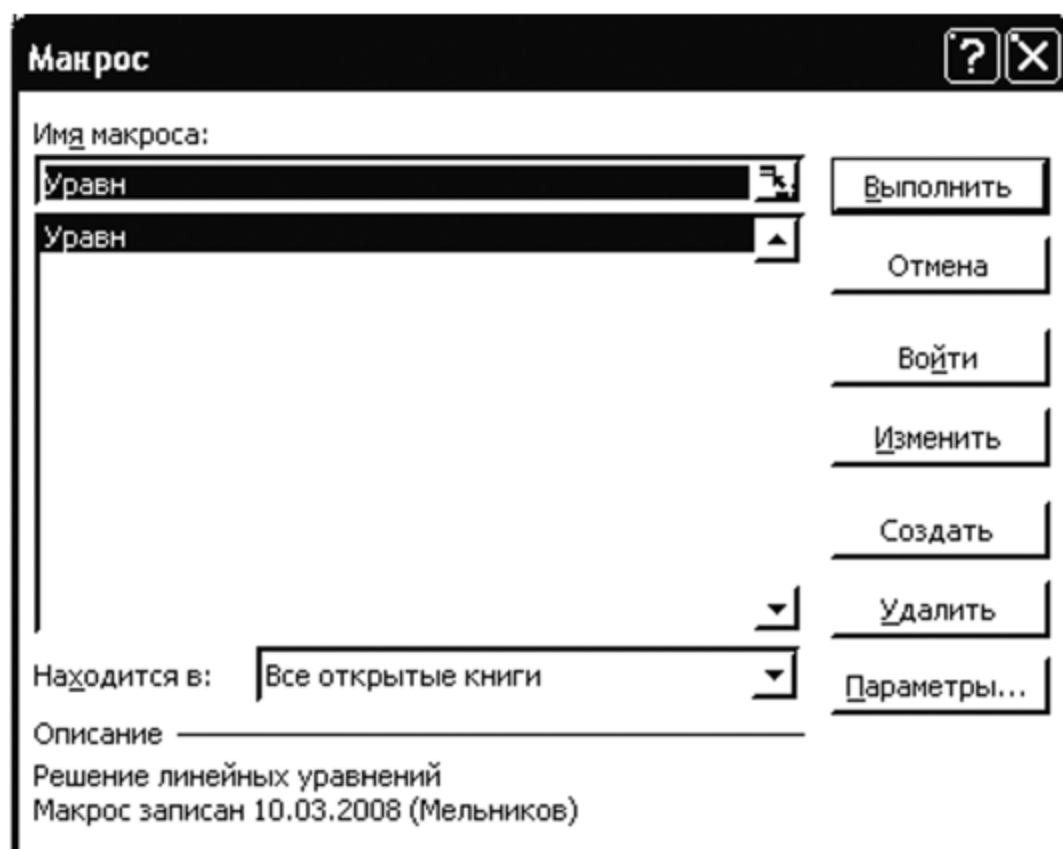 Макрос
Имя макроса:
Уравн
Уравн
Выполнить
Отмена
Войти
Изменить
Создать
Удалить
Параметры...
Находится в:
Все открытые книги
Описание
Решение линейных уравнений
Макрос записан 10.03.2008 (Мельников)